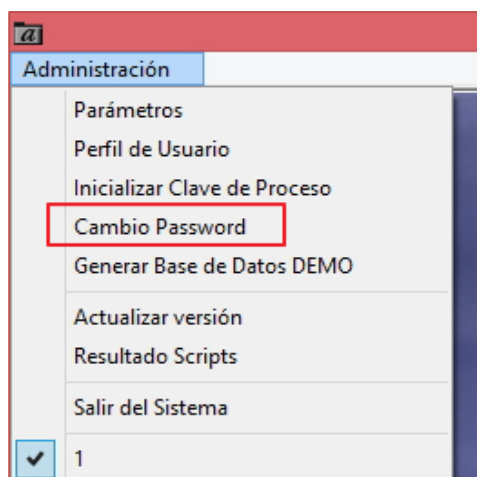 a
Administración
Parámetros
Perfil de Usuario
Inicializar Clave de Proceso
Cambio Password
Generar Base de Datos DEMO
Actualizar versión
Resultado Scripts
Salir del Sistema
1